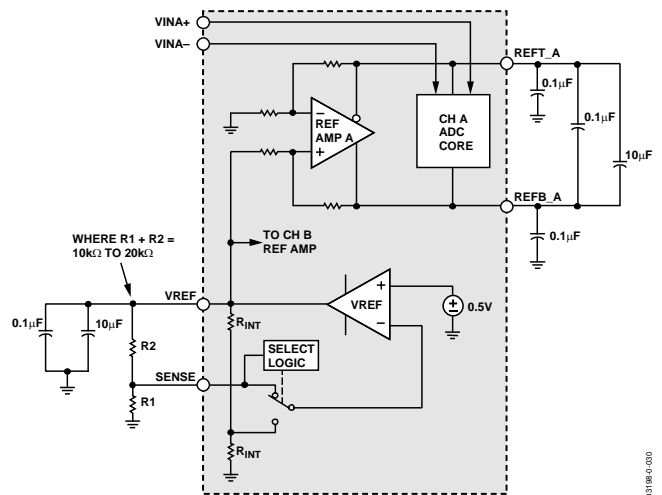 VINA+
VINA–
REFT_A
0.1μF
0.1μF
10μF
–
REF
AMP A
+
CH A
ADC
CORE
REFB_A
0.1μF
TO CH B
REF AMP
WHERE R1 + R2 =
10kΩ TO 20kΩ
VREF
0.1μF
10μF
R2
RINT
VREF
+
–
0.5V
SELECT
LOGIC
SENSE
R1
RINT
13198-0-030